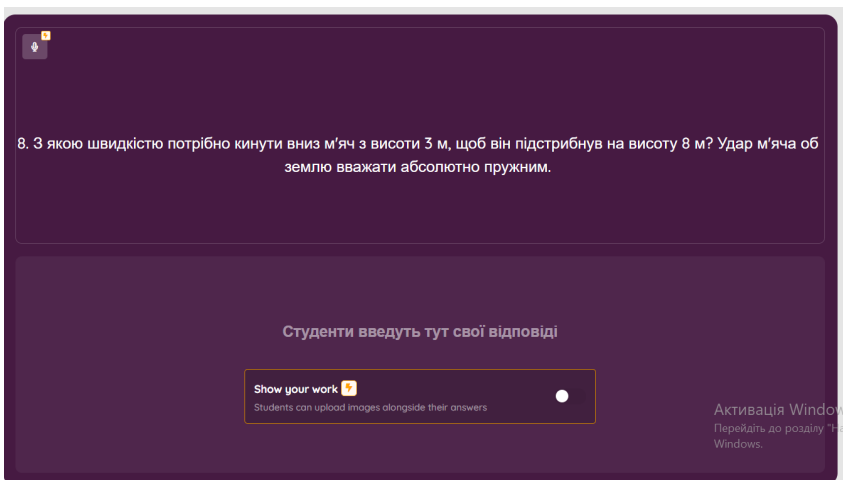 8. З якою швидкістю потрібно кинути вниз м'яч з висоти 3 м, щоб він підстрибнув на висоту 8 м? Удар м'яча об
землю вважати абсолютно пружним.
Студенти введуть тут свої відповіді
Show your work
Students can upload images alongside their answers
Активація Window
Перейдіть до розділу "На
Windows.